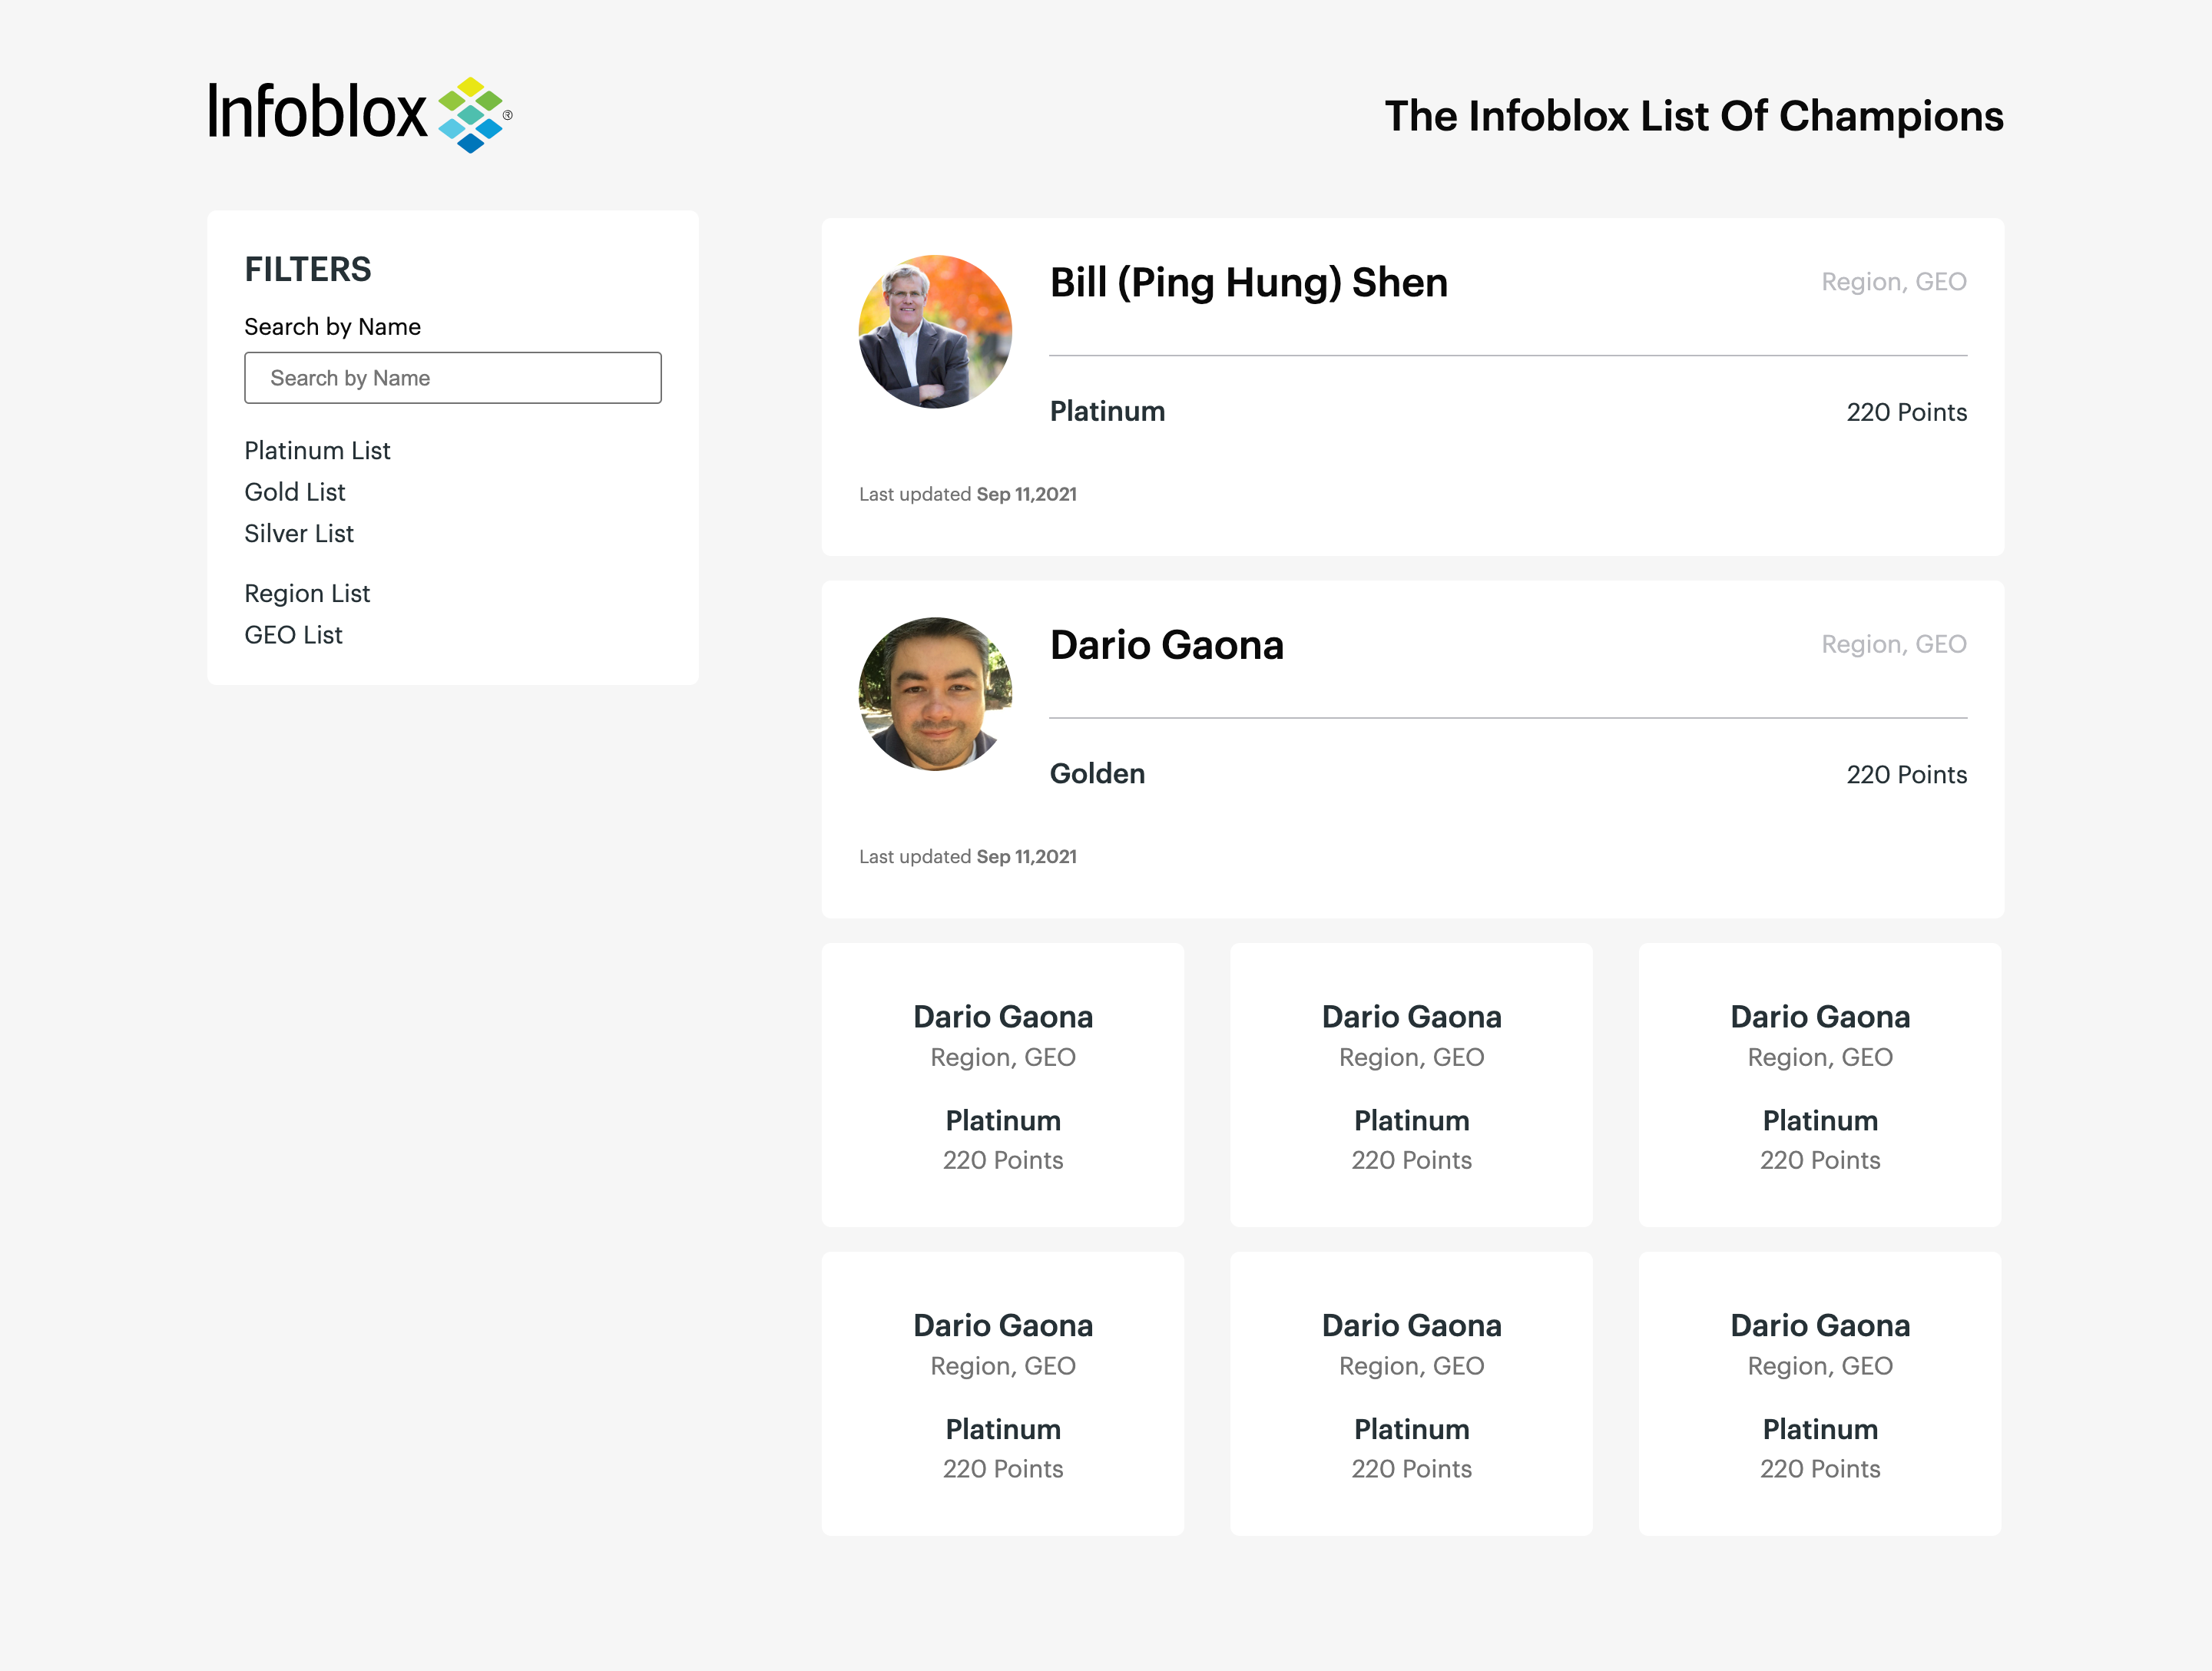 Infoblox ®
The Infoblox List Of Champions
FILTERS
Search by Name
Search by Name
Platinum List
Gold List
Silver List
Region List
GEO List
Bill (Ping Hung) Shen
Region, GEO
Platinum
220 Points
Last updated Sep 11,2021
Dario Gaona
Region, GEO
Golden
220 Points
Last updated Sep 11,2021
Dario Gaona
Region, GEO
Platinum
220 Points
Dario Gaona
Region, GEO
Platinum
220 Points
Dario Gaona
Region, GEO
Platinum
220 Points
Dario Gaona
Region, GEO
Platinum
220 Points
Dario Gaona
Region, GEO
Platinum
220 Points
Dario Gaona
Region, GEO
Platinum
220 Points